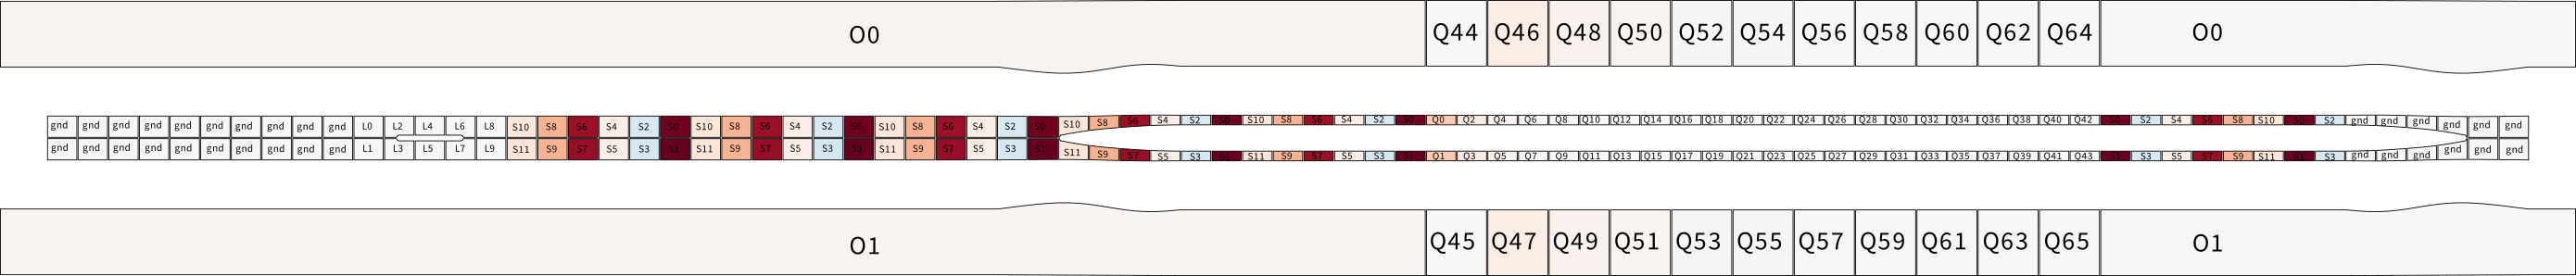 O0 Q44 Q46 Q48 Q50 Q52 Q54 Q56 Q58 Q60 Q62 Q64 O0
gnd gnd gnd gnd gnd gnd gnd gnd gnd gnd L0 L2 L4 L6 L8 S10 S8 S6 S4 S2 S0 S10 S8 S6 S4 S2 S0 S10 S8 S6 S4 S2 S0 S10 S8 S6 S4 S2 S0 S10 S8 S6 S4 S2 S0 Q0 Q2 Q4 Q6 Q8 Q10 Q12 Q14 Q16 Q18 Q20 Q22 Q24 Q26 Q28 Q30 Q32 Q34 Q36 Q38 Q40 Q42 S0 S2 S4 S6 S8 S10 S0 S2 gnd gnd gnd gnd gnd gnd
gnd gnd gnd gnd gnd gnd gnd gnd gnd gnd L1 L3 L5 L7 L9 S11 S9 S7 S5 S3 S1 S11 S9 S7 S5 S3 S1 S11 S9 S7 S5 S3 S1 S11 S9 S7 S5 S3 S1 S11 S9 S7 S5 S3 S1 Q1 Q3 Q5 Q7 Q9 Q11 Q13 Q15 Q17 Q19 Q21 Q23 Q25 Q27 Q29 Q31 Q33 Q35 Q37 Q39 Q41 Q43 S1 S3 S5 S7 S9 S11 S1 S3 gnd gnd gnd gnd gnd gnd
O1 Q45 Q47 Q49 Q51 Q53 Q55 Q57 Q59 Q61 Q63 Q65 O1